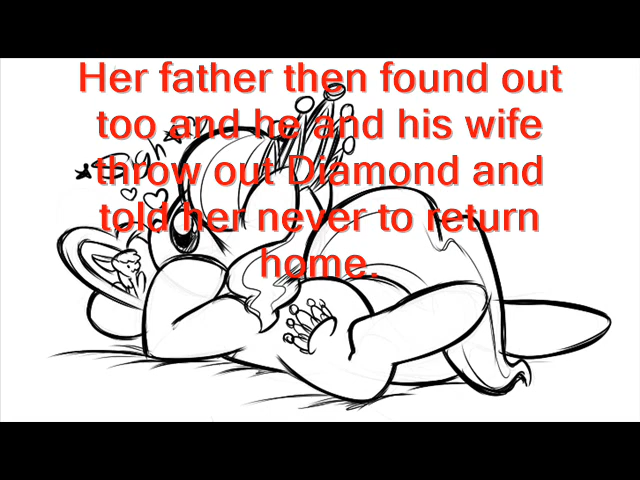 Her father then found out
too and he and his wife
throw out Diamond and
told her never to return
home.
*Sigh*